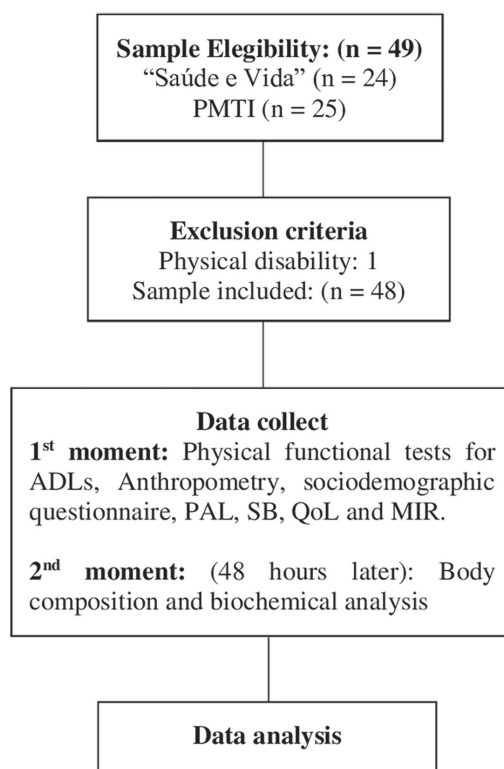 Sample Elegibility: (n = 49)
“Saúde e Vida” (n = 24)
PMTI (n = 25)
Exclusion criteria
Physical disability: 1
Sample included: (n = 48)
Data collect
1st moment: Physical functional tests for
ADLs, Anthropometry, sociodemographic
questionnaire, PAL, SB, QoL and MIR.
2nd moment: (48 hours later): Body
composition and biochemical analysis
Data analysis